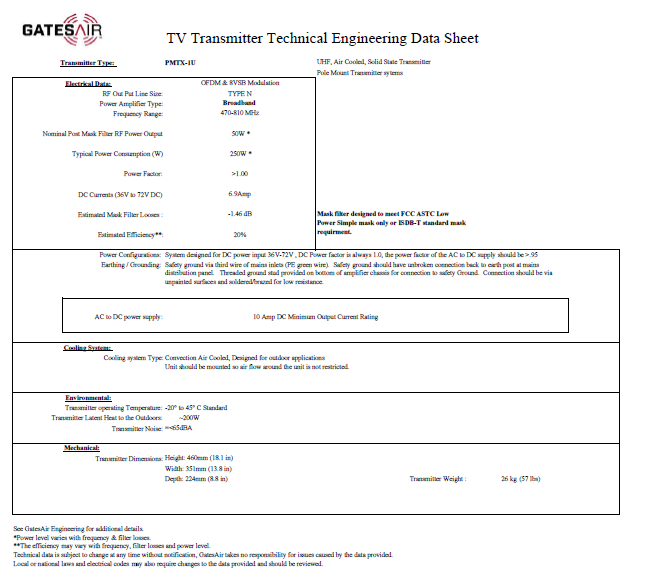 GATESAIR
TV Transmitter Technical Engineering Data Sheet
Transmitter Type: PMTX-1U UHF, Air Cooled, Solid State Transmitter
Pole Mount Transmitter sytems
Electrical Data: OFDM & 8VSB Modulation
RF Out Put Line Size: TYPE N
Power Amplifier Type: Broadband
Frequency Range: 470-810 MHz
Nominal Post Mask Filter RF Power Output 50W *
Typical Power Consumption (W) 250W *
Power Factor: >1.00
DC Currents (36V to 72V DC) 6.9Amp
Estimated Mask Filter Looses : -1.46 dB Mask filter designed to meet FCC ASTC Low
Power Simple mask only or ISDB-T standard mask
requirment.
Estimated Efficiency**: 20%
Power Configurations: System designed for DC power input 36V-72V , DC Power factor is always 1.0, the power factor of the AC to DC supply should be >.95
Earthing / Grounding: Safety ground via third wire of mains inlets (PE green wire). Safety ground should have unbroken connection back to earth post at mains
distribution panel. Threaded ground stud provided on bottom of amplifier chassis for connection to safety Ground. Connection should be via
unpainted surfaces and soldered/brazed for low resistance.
AC to DC power supply: 10 Amp DC Minimum Output Current Rating
Cooling System:
Cooling system Type: Convection Air Cooled, Designed for outdoor applications
Unit should be mounted so air flow around the unit is not restricted.
Environmental:
Transmitter operating Temperature: -20° to 45° C Standard
Transmitter Latent Heat to the Outdoors: ~200W
Transmitter Noise: =<65dBA
Mechanical:
Transmitter Dimensions: Height: 460mm (18.1 in)
Width: 351mm (13.8 in)
Depth: 224mm (8.8 in) Transmitter Weight : 26 kg (57 lbs)
See GatesAir Engineering for additional details.
*Power level varies with frequency & filter losses.
**The efficiency may vary with frequency, filter losses and power level.
Technical data is subject to change at any time without notification, GatesAir takes no responsibility for issues caused by the data provided.
Local or national laws and electrical codes may also require changes to the data provided and should be reviewed.